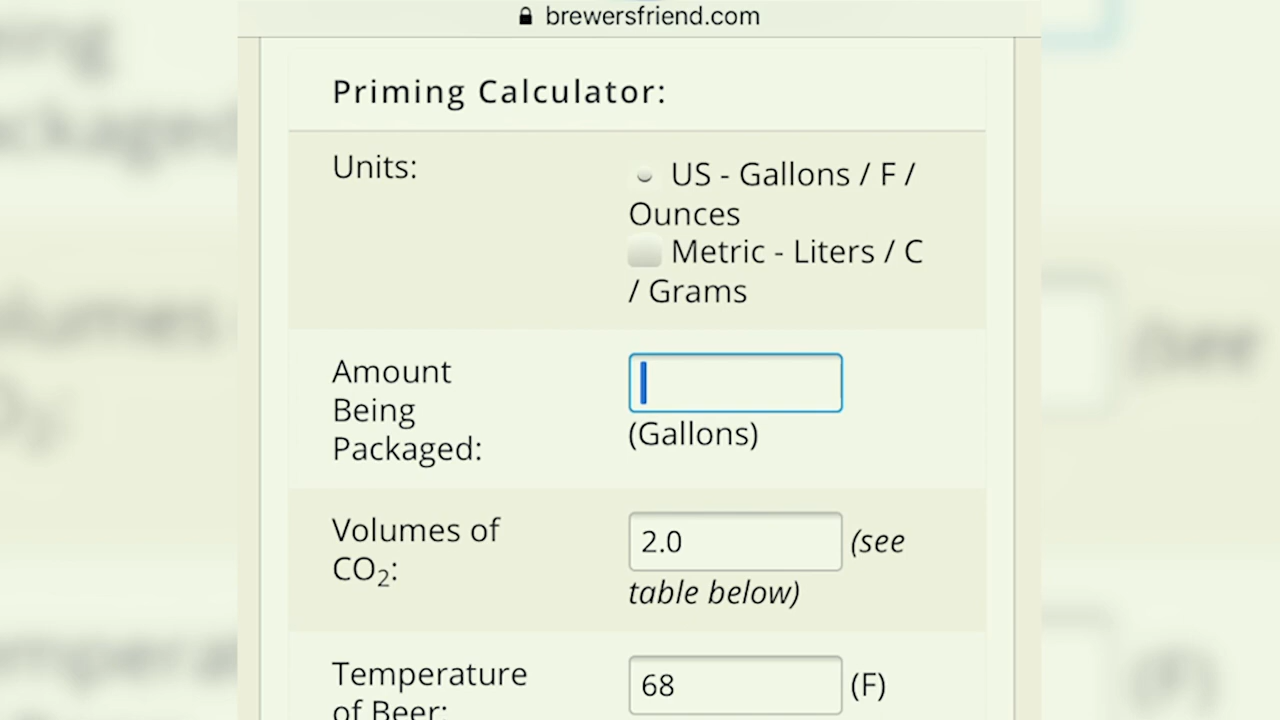 brewersfriend.com
Priming Calculator:
Units:
US - Gallons / F /
Ounces
Metric - Liters / C
/ Grams
Amount
Being
Packaged:
(Gallons)
Volumes of
CO₂:
2.0 (see
table below)
Temperature
of Beer:
68 (F)